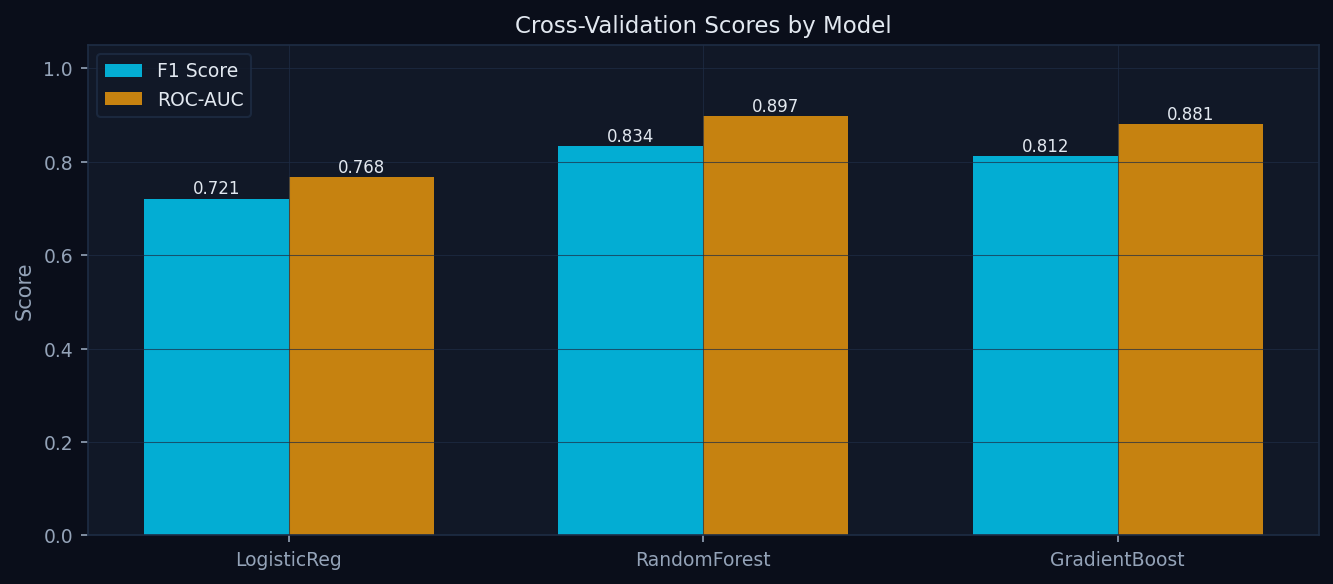 Cross-Validation Scores by Model
F1 Score
ROC-AUC
Score
1.0
0.8
0.6
0.4
0.2
0.0
0.721
0.768
0.834
0.897
0.812
0.881
LogisticReg
RandomForest
GradientBoost